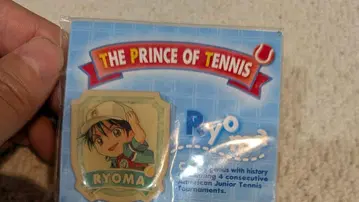 THE PRINCE OF TENNIS
Ryo
RYOMA
with history
4 consecutive
Junior Tennis
Tournaments.